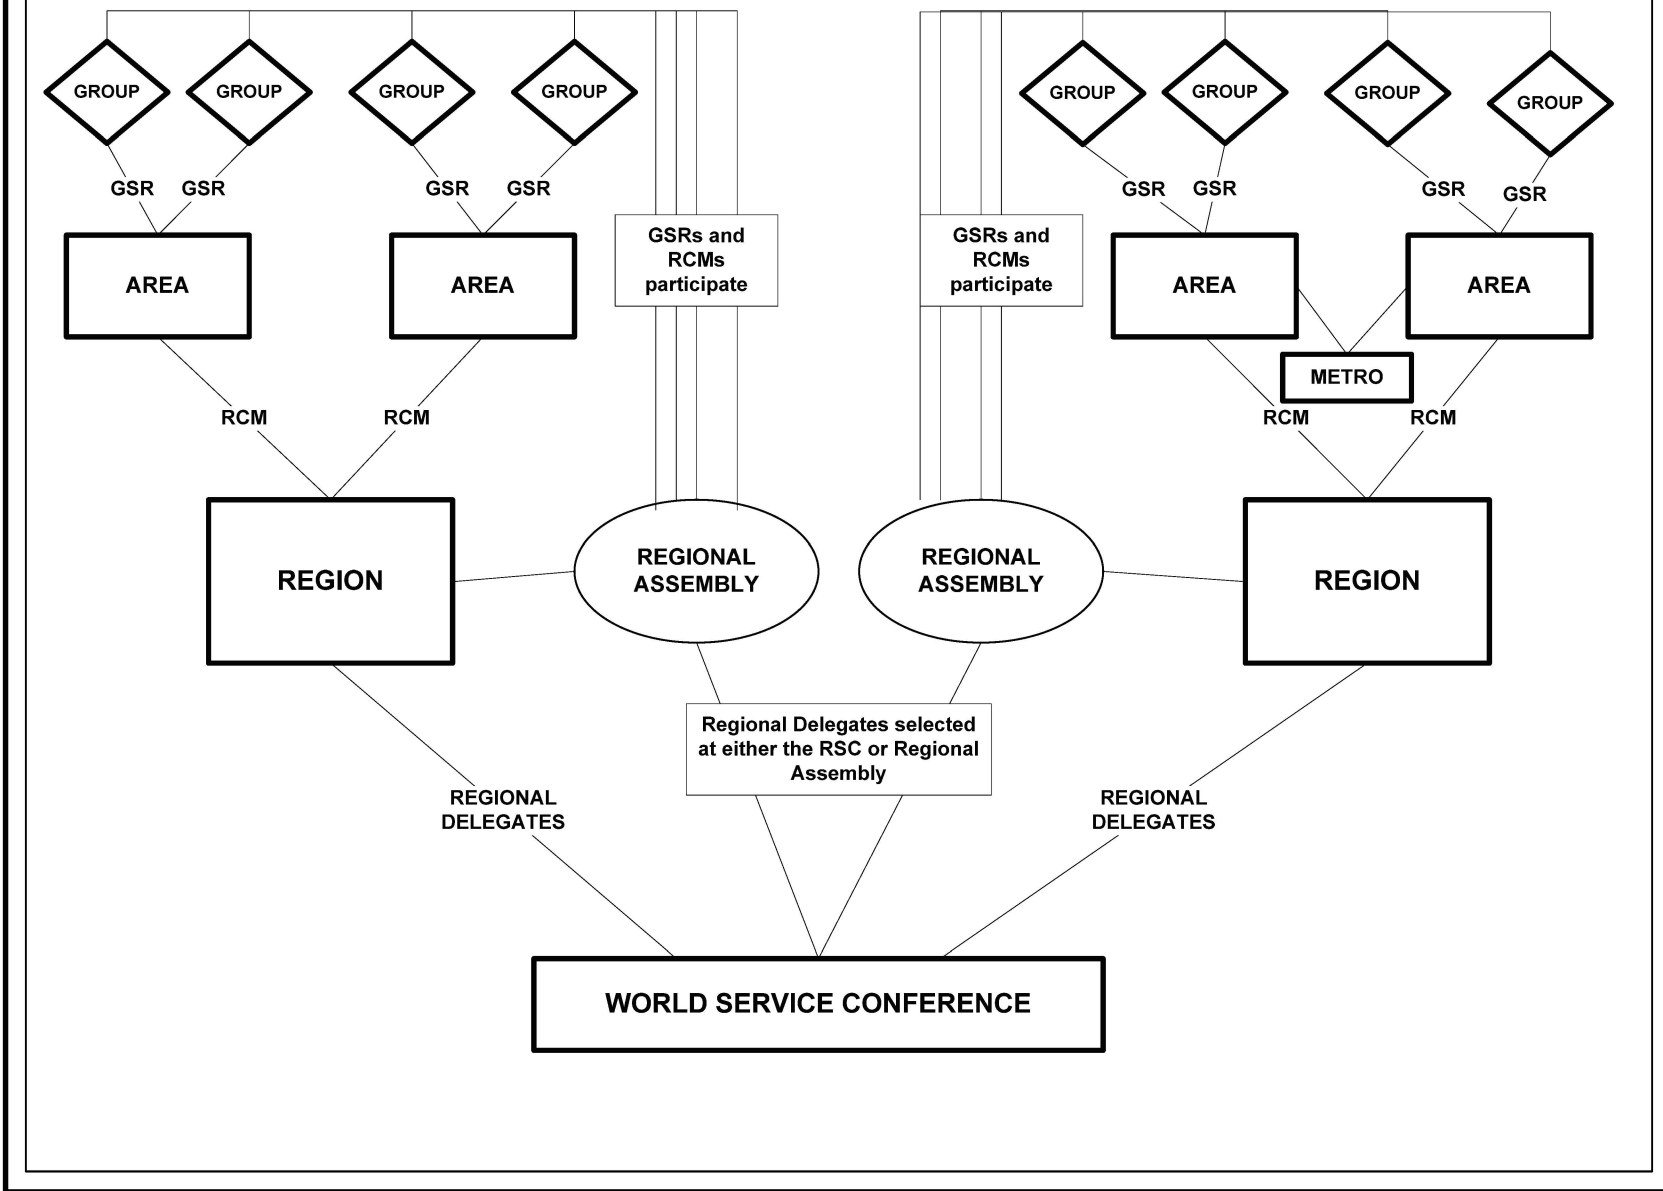 GROUP
GROUP
GROUP
GROUP
GROUP
GROUP
GROUP
GROUP
GSR
GSR
GSR
GSR
GSR
GSR
GSR
GSR
GSRs and
RCMs
participate
GSRs and
RCMs
participate
AREA
AREA
AREA
AREA
METRO
RCM
RCM
RCM
RCM
REGION
REGIONAL
ASSEMBLY
REGIONAL
ASSEMBLY
REGION
Regional Delegates selected
at either the RSC or Regional
Assembly
REGIONAL
DELEGATES
REGIONAL
DELEGATES
WORLD SERVICE CONFERENCE